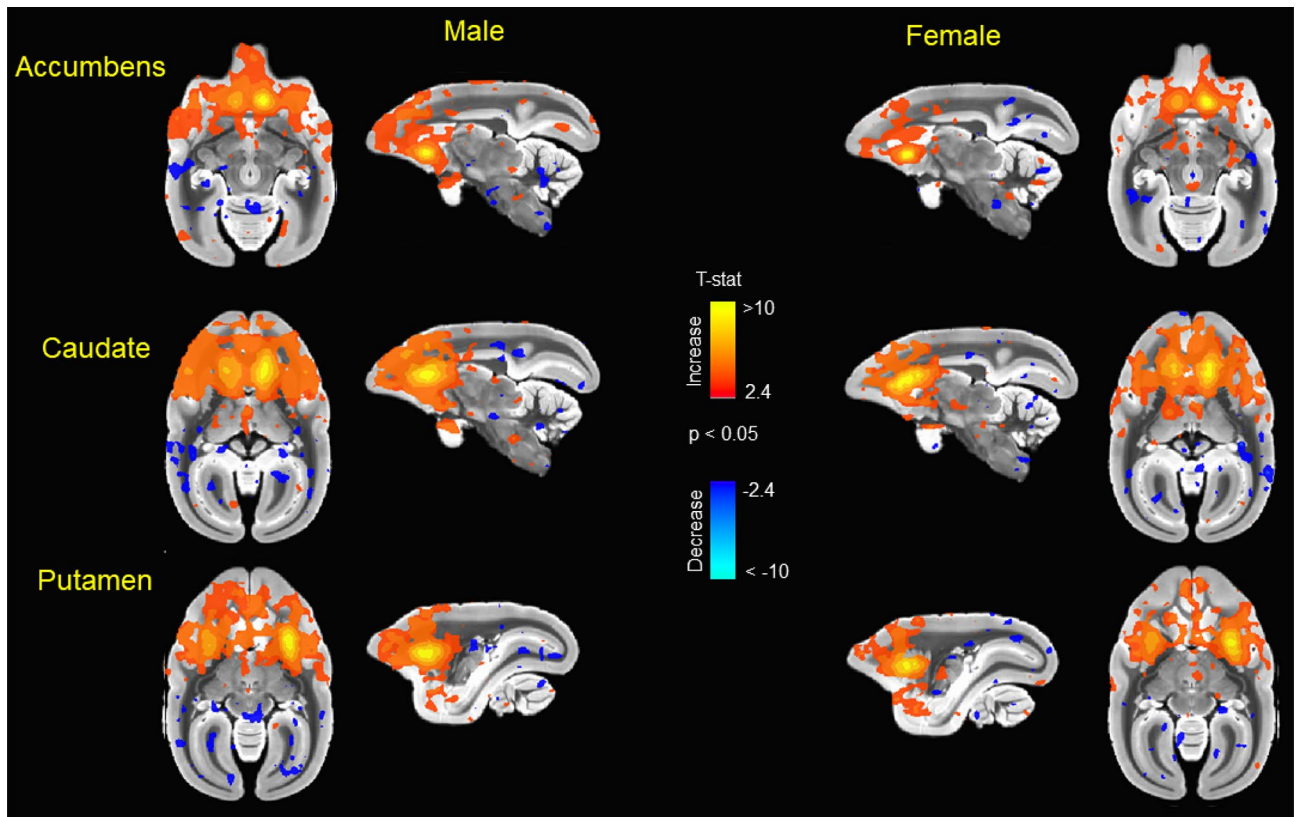 Male
Female
Accumbens
T-stat
Increase
>10
2.4
Caudate
p < 0.05
Decrease
-2.4
< -10
Putamen